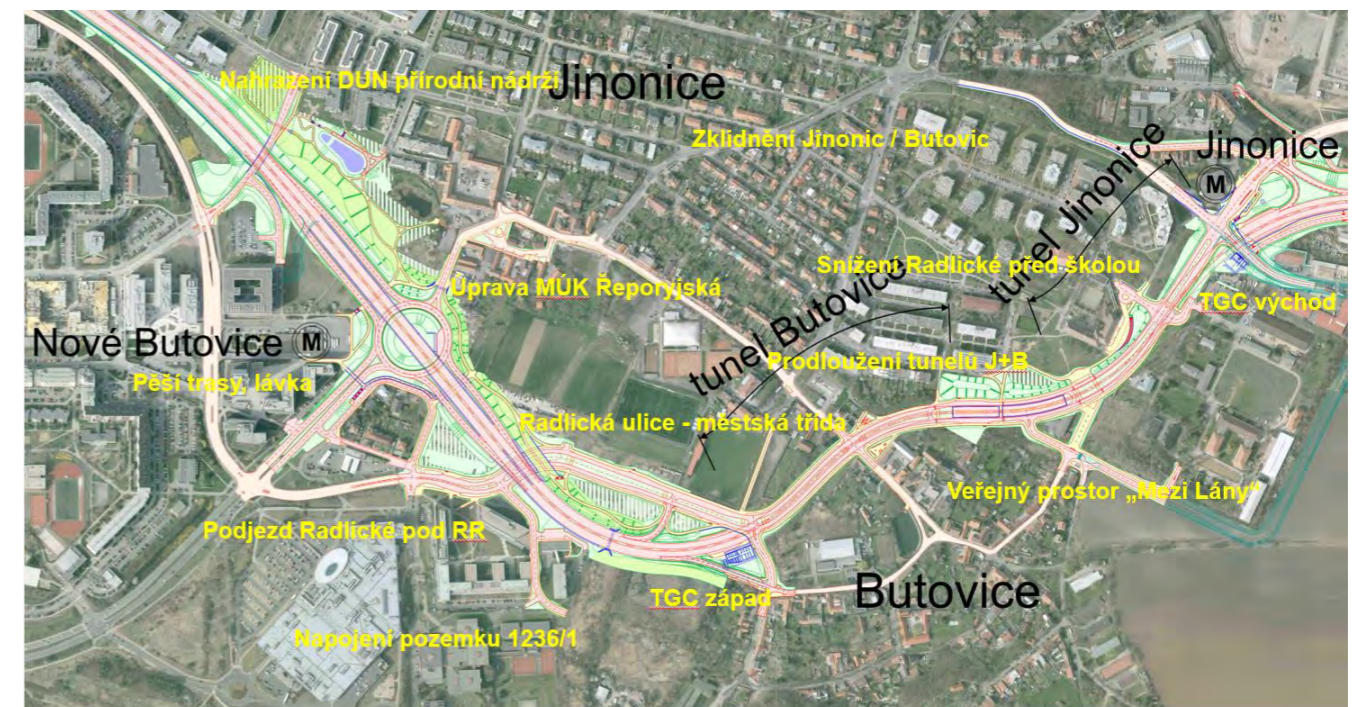 Nahrazení DUN přírodní nádrží
Jinonice
Zklidnění Jinonic / Butovic
tunel Jinonice
Jinonice
M
Snížení Radlické před školou
TGC východ
Úprava MÚK Řeporyjská
tunel Butovice
Nové Butovice
M
Pěší trasy, lávka
Prodloužení tunelů J+B
Radlická ulice - městská třída
Veřejný prostor „Mezi Lány“
Podjezd Radlické pod RR
TGC západ
Butovice
Napojení pozemku 1236/1